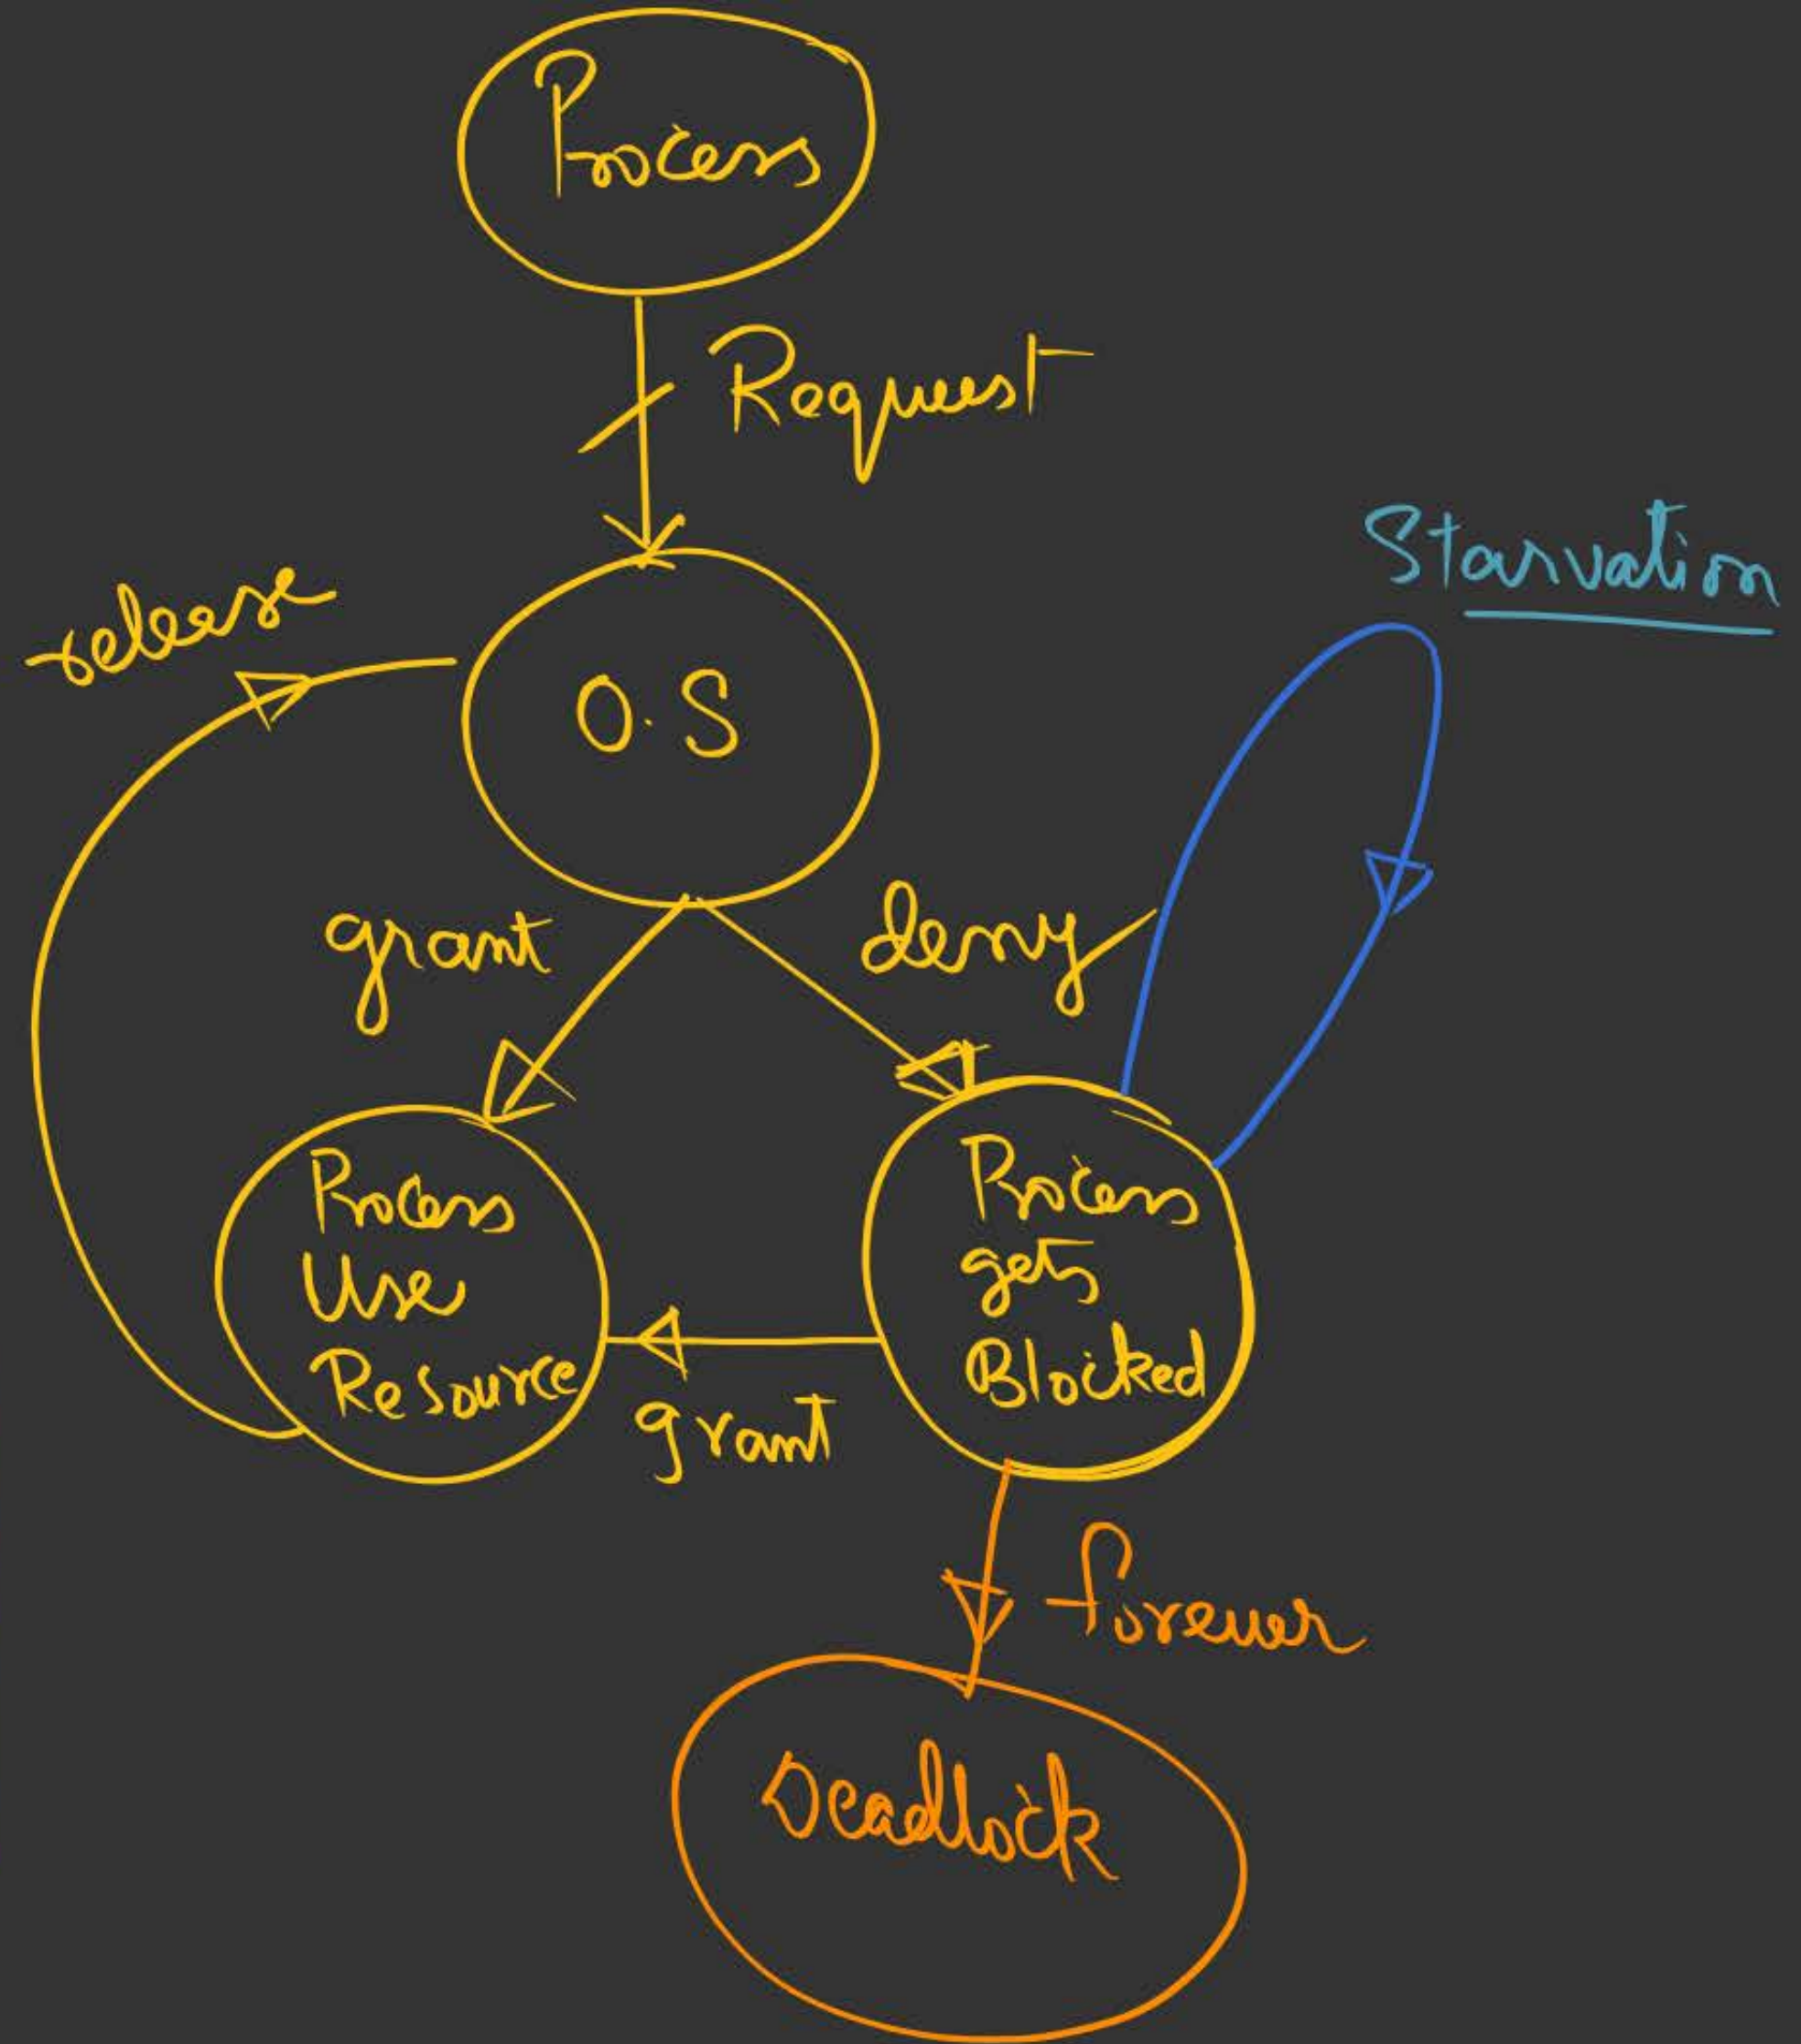 Process
Request
Starvation
release
O.S
grant
deny
Process
Use
Resource
Process
gets
Blocked
grant
forever
Deadlock